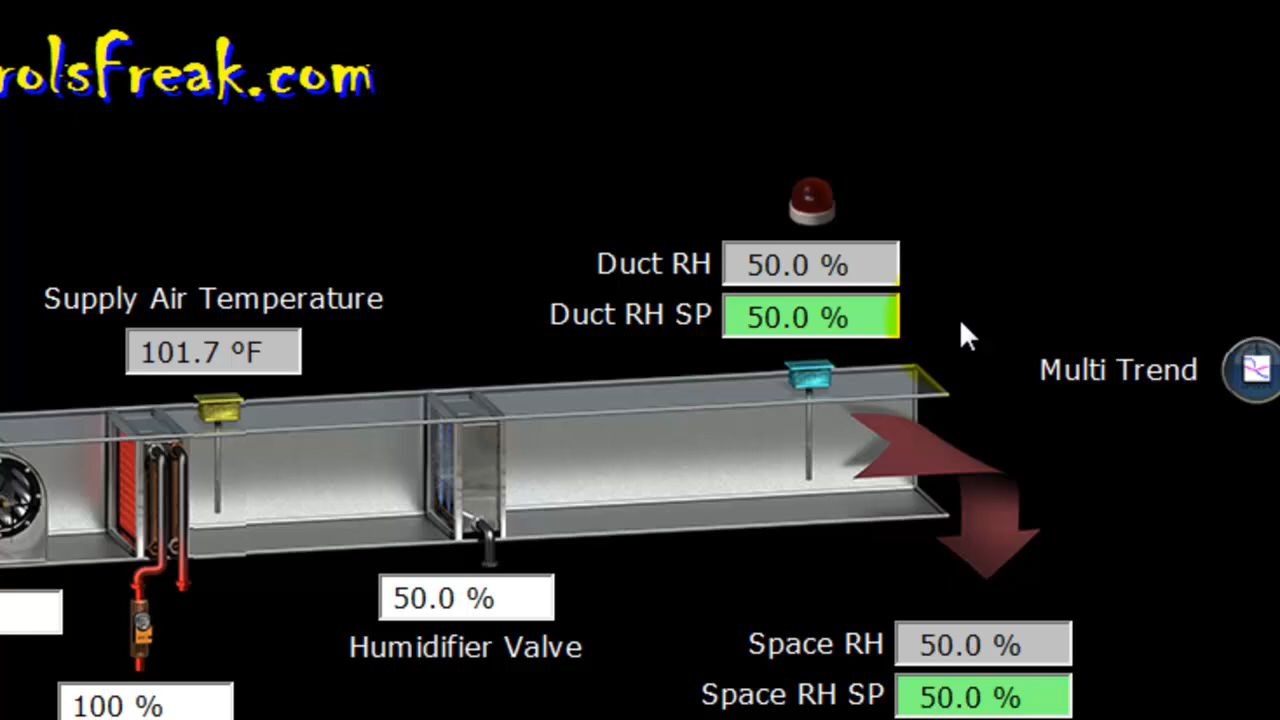 rolsFreak.com
Duct RH 50.0 %
Supply Air Temperature
Duct RH SP 50.0 %
101.7 ºF
Multi Trend
50.0 %
Humidifier Valve
Space RH 50.0 %
Space RH SP 50.0 %
100 %